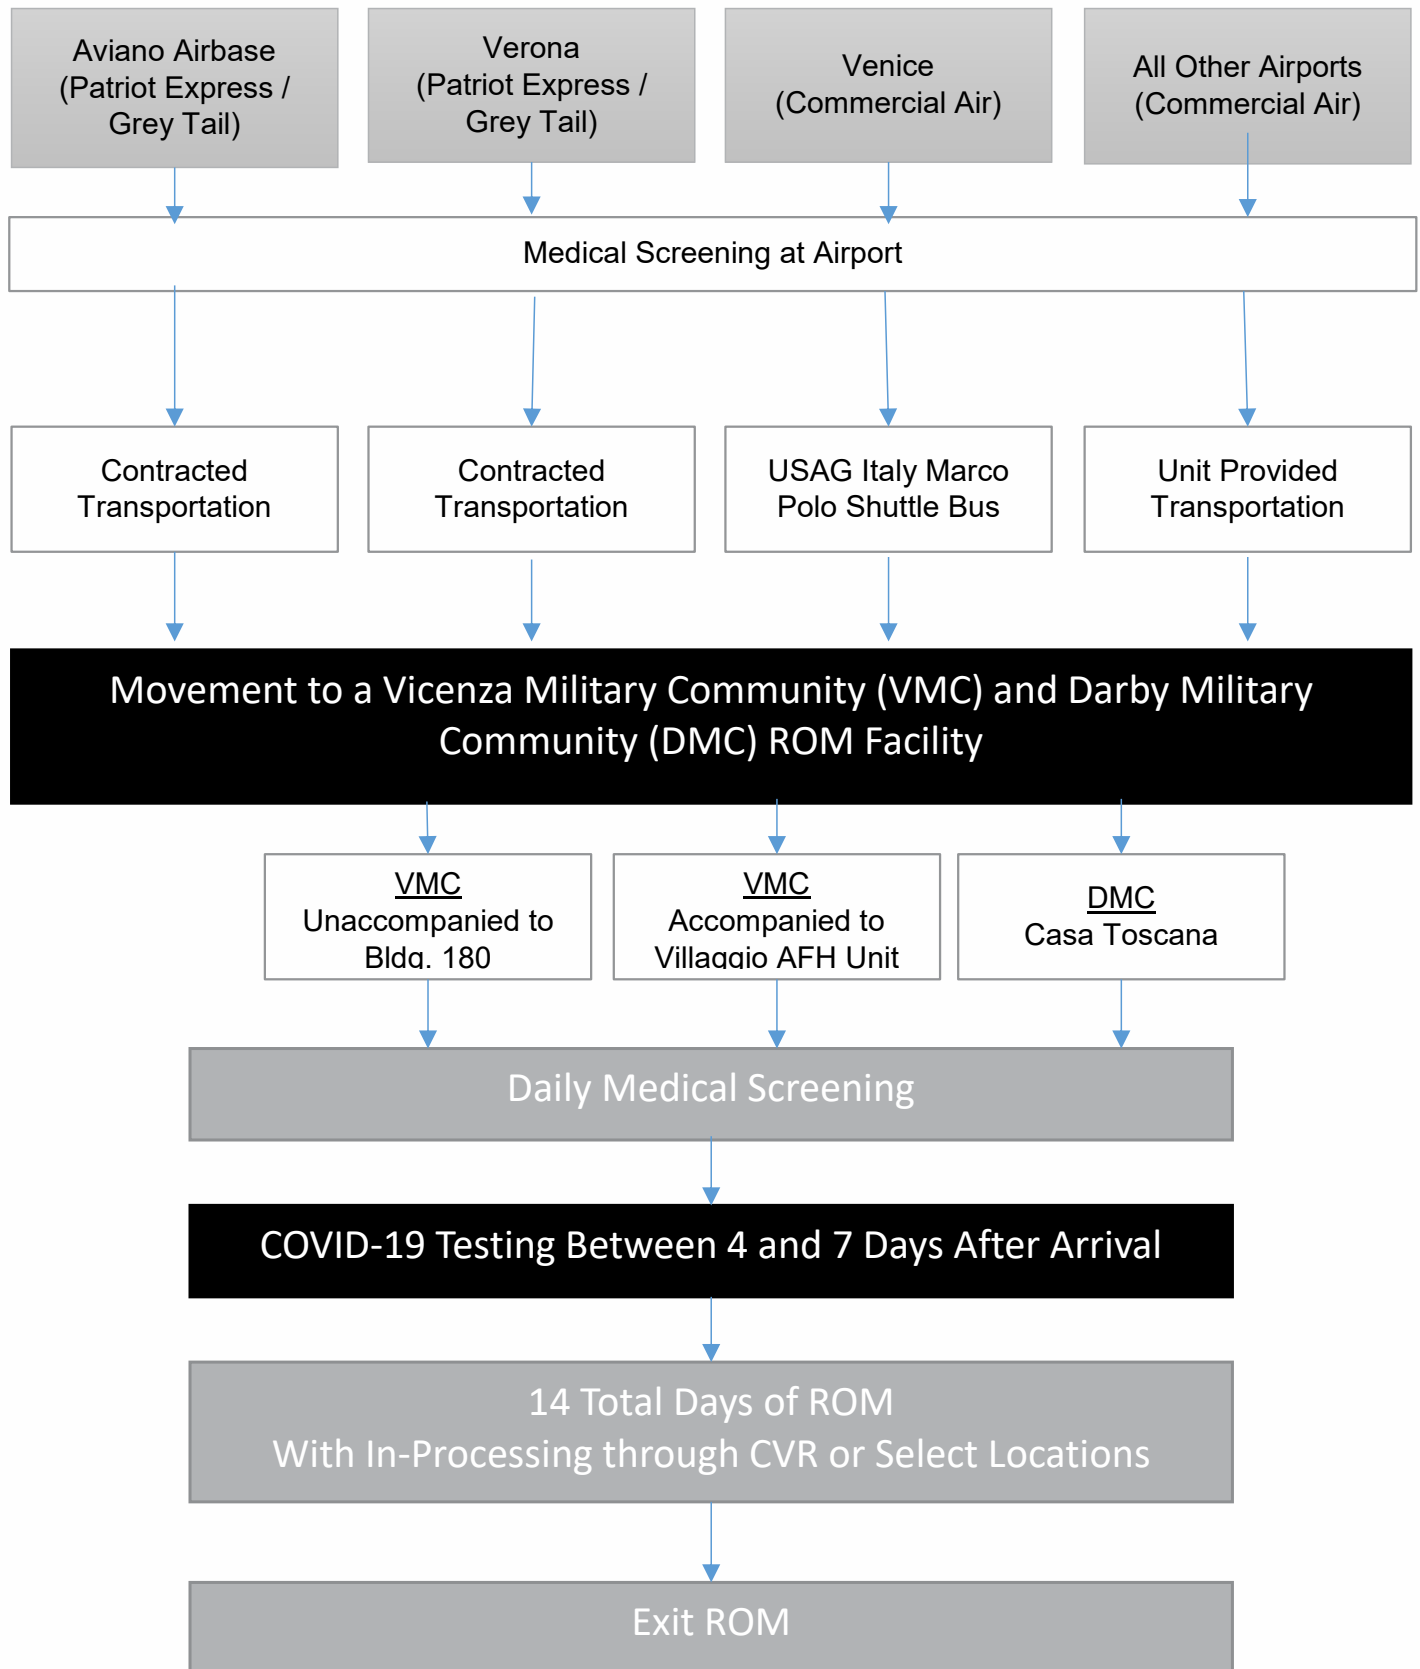 Aviano Airbase
(Patriot Express /
Grey Tail)
Verona
(Patriot Express /
Grey Tail)
Venice
(Commercial Air)
All Other Airports
(Commercial Air)
Medical Screening at Airport
Contracted
Transportation
Contracted
Transportation
USAG Italy Marco
Polo Shuttle Bus
Unit Provided
Transportation
Movement to a Vicenza Military Community (VMC) and Darby Military
Community (DMC) ROM Facility
VMC
Unaccompanied to
Bldg. 180
VMC
Accompanied to
Villaggio AFH Unit
DMC
Casa Toscana
Daily Medical Screening
COVID-19 Testing Between 4 and 7 Days After Arrival
14 Total Days of ROM
With In-Processing through CVR or Select Locations
Exit ROM